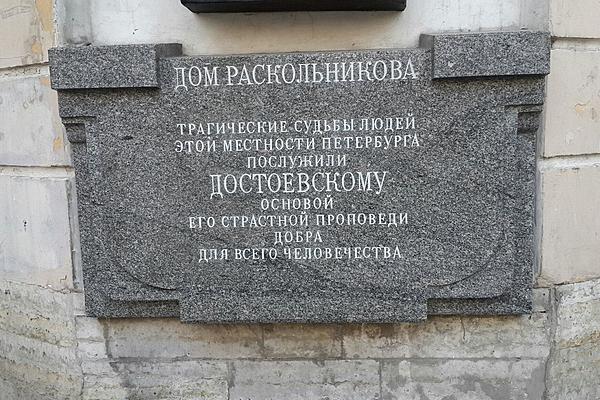 ДОМ РАСКОЛЬНИКОВА
ТРАГИЧЕСКИЕ СУДЬБЫ ЛЮДЕЙ
ЭТОЙ МЕСТНОСТИ ПЕТЕРБУРГА
ПОСЛУЖИЛИ
ДОСТОЕВСКОМУ
ОСНОВОЙ
ЕГО СТРАСТНОЙ ПРОПОВЕДИ
ДОБРА
ДЛЯ ВСЕГО ЧЕЛОВЕЧЕСТВА